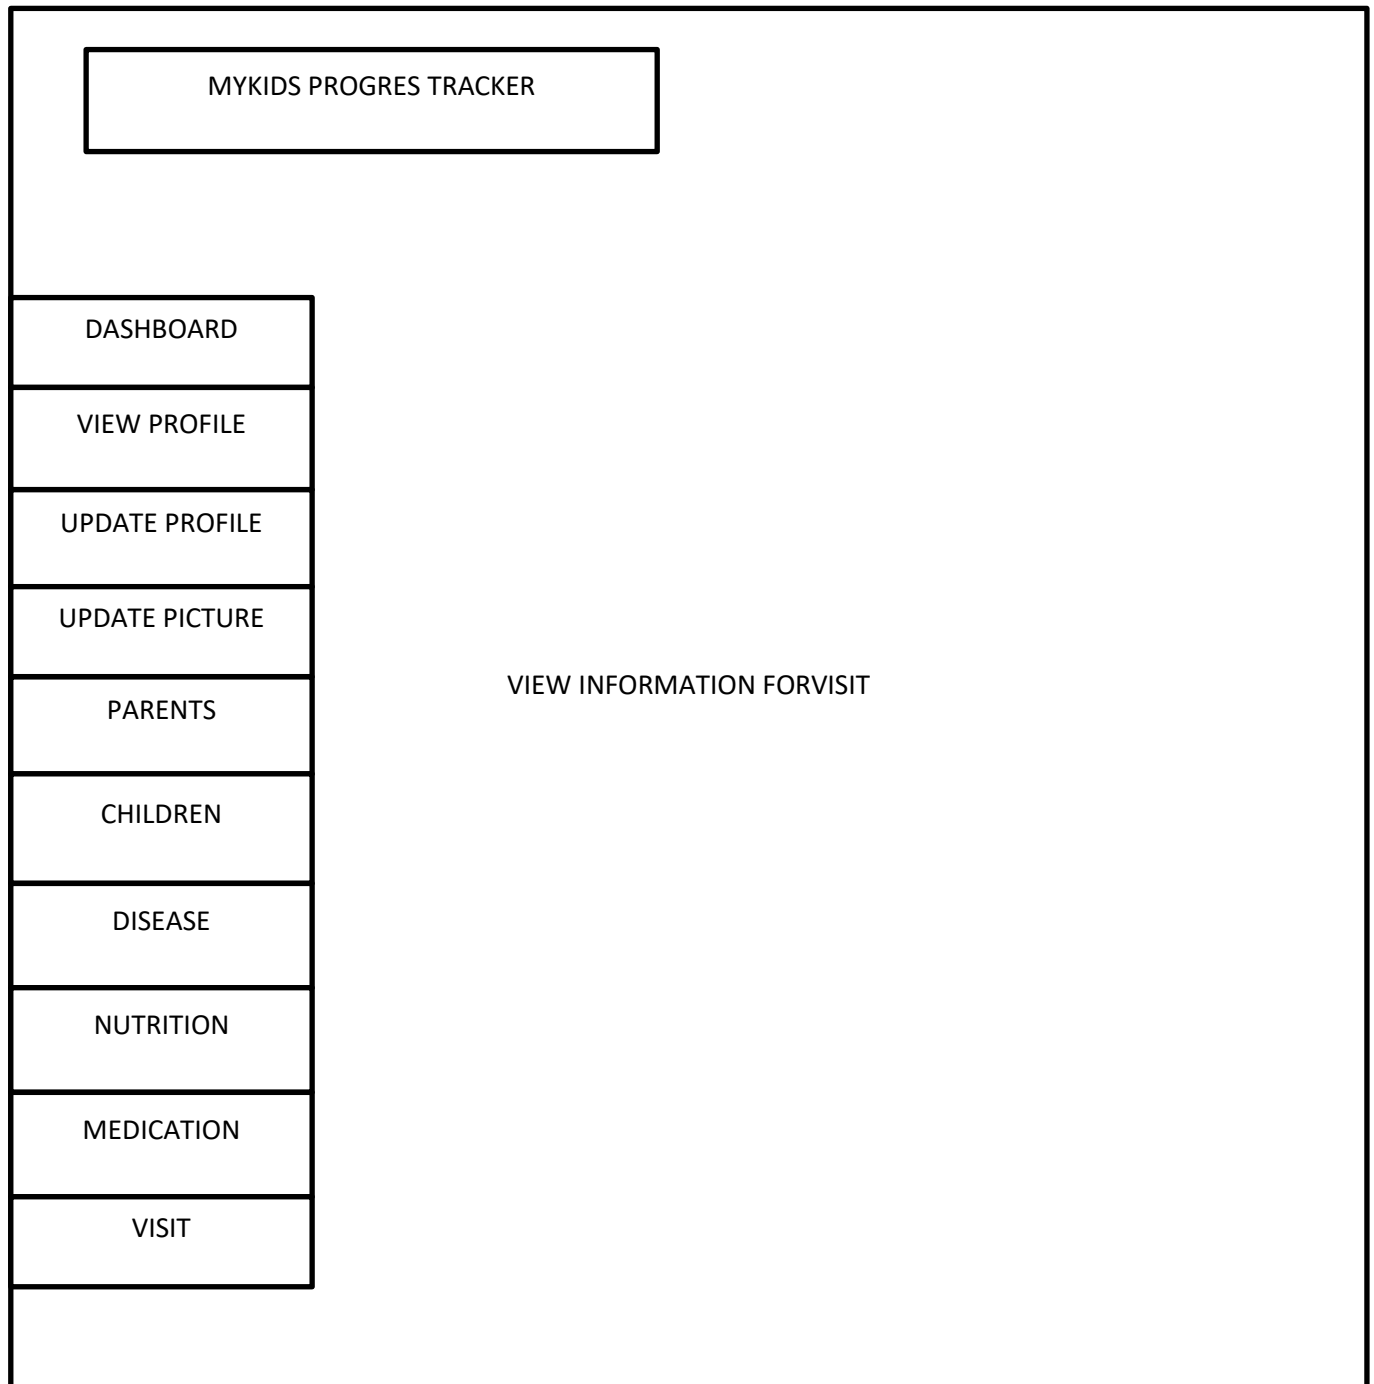 MYKIDS PROGRES TRACKER
DASHBOARD
VIEW PROFILE
UPDATE PROFILE
UPDATE PICTURE
PARENTS
CHILDREN
DISEASE
NUTRITION
MEDICATION
VISIT
VIEW INFORMATION FORVISIT